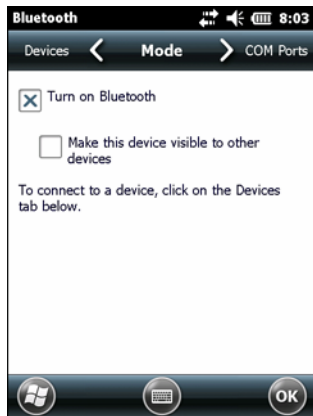 Bluetooth 8:03
Devices Mode COM Ports
Turn on Bluetooth
Make this device visible to other
devices
To connect to a device, click on the Devices
tab below.
OK